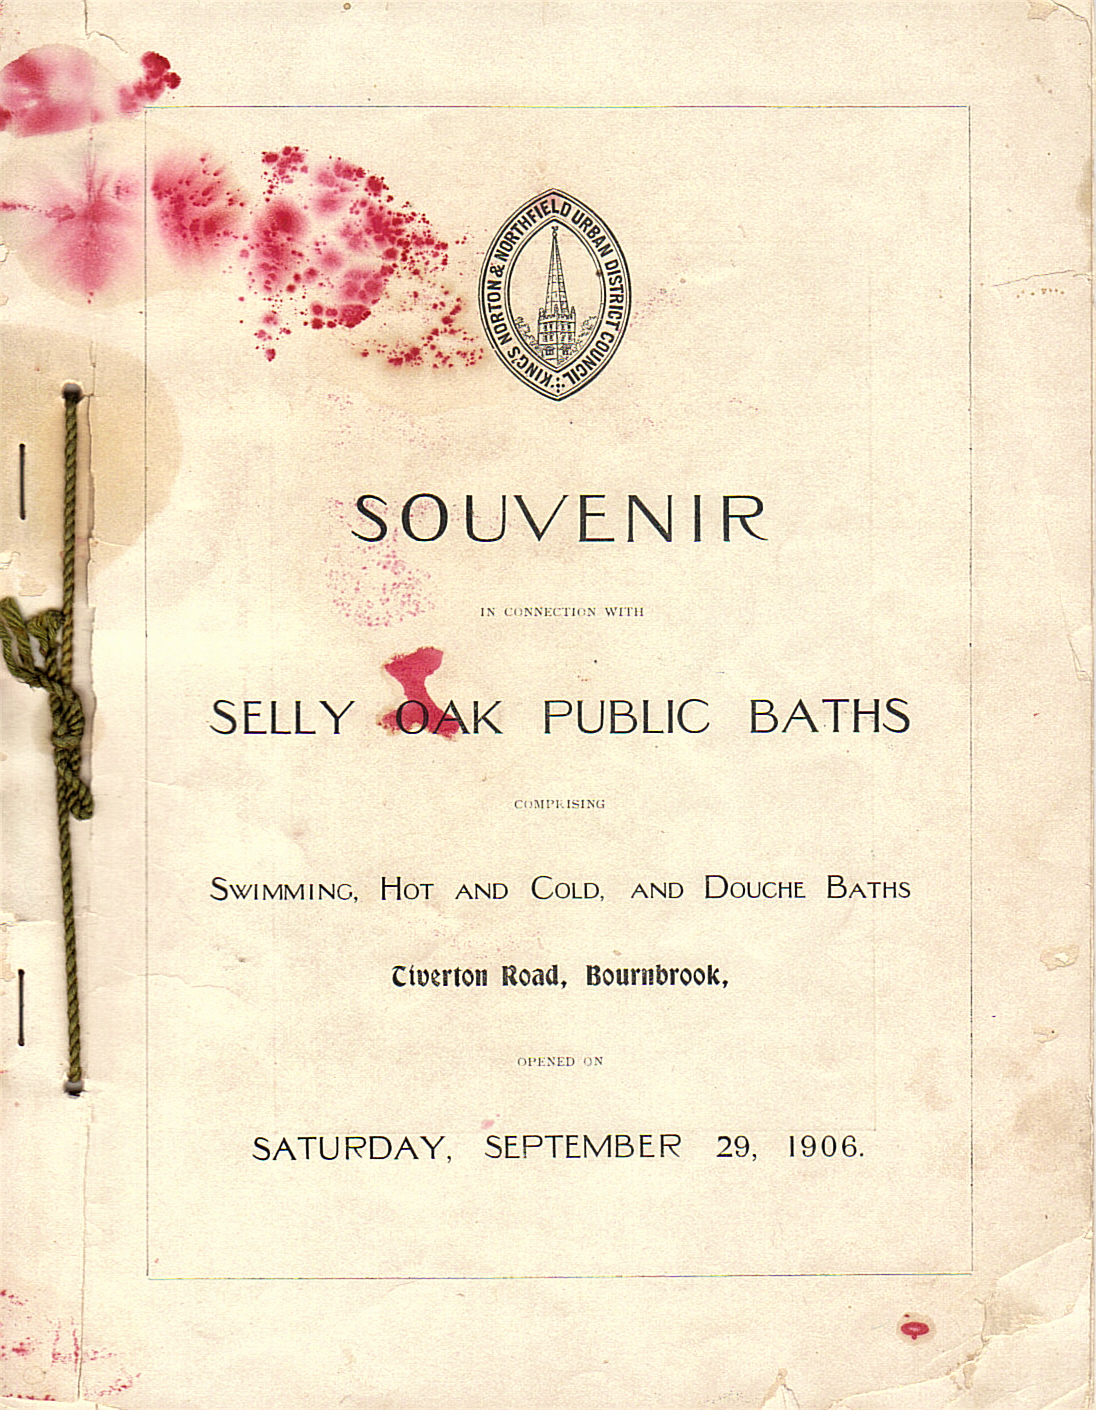 KING'S NORTON & NORTHFIELD URBAN DISTRICT COUNCIL
SOUVENIR
IN CONNECTION WITH
SELLY OAK PUBLIC BATHS
COMPRISING
SWIMMING, HOT AND COLD, AND DOUCHE BATHS
Tiverton Road, Bournbrook,
OPENED ON
SATURDAY, SEPTEMBER 29, 1906.